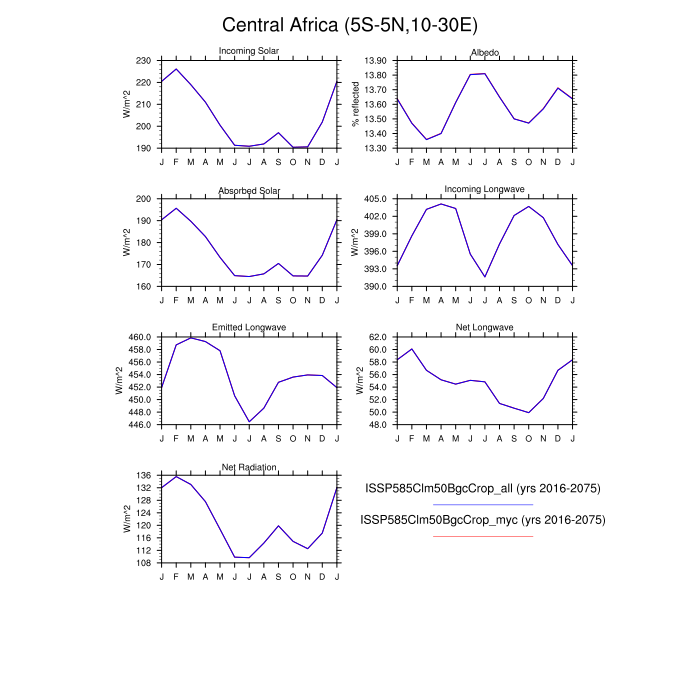 Central Africa (5S-5N,10-30E)
Incoming Solar
W/m^2
230
220
210
200
190
J F M A M J J A S O N D J
Albedo
% reflected
13.90
13.80
13.70
13.60
13.50
13.40
13.30
J F M A M J J A S O N D J
Absorbed Solar
W/m^2
200
190
180
170
160
J F M A M J J A S O N D J
Incoming Longwave
W/m^2
405.0
402.0
399.0
396.0
393.0
390.0
J F M A M J J A S O N D J
Emitted Longwave
W/m^2
460.0
458.0
456.0
454.0
452.0
450.0
448.0
446.0
J F M A M J J A S O N D J
Net Longwave
W/m^2
62.0
60.0
58.0
56.0
54.0
52.0
50.0
48.0
J F M A M J J A S O N D J
Net Radiation
W/m^2
136
132
128
124
120
116
112
108
J F M A M J J A S O N D J
ISSP585Clm50BgcCrop_all (yrs 2016-2075)
ISSP585Clm50BgcCrop_myc (yrs 2016-2075)